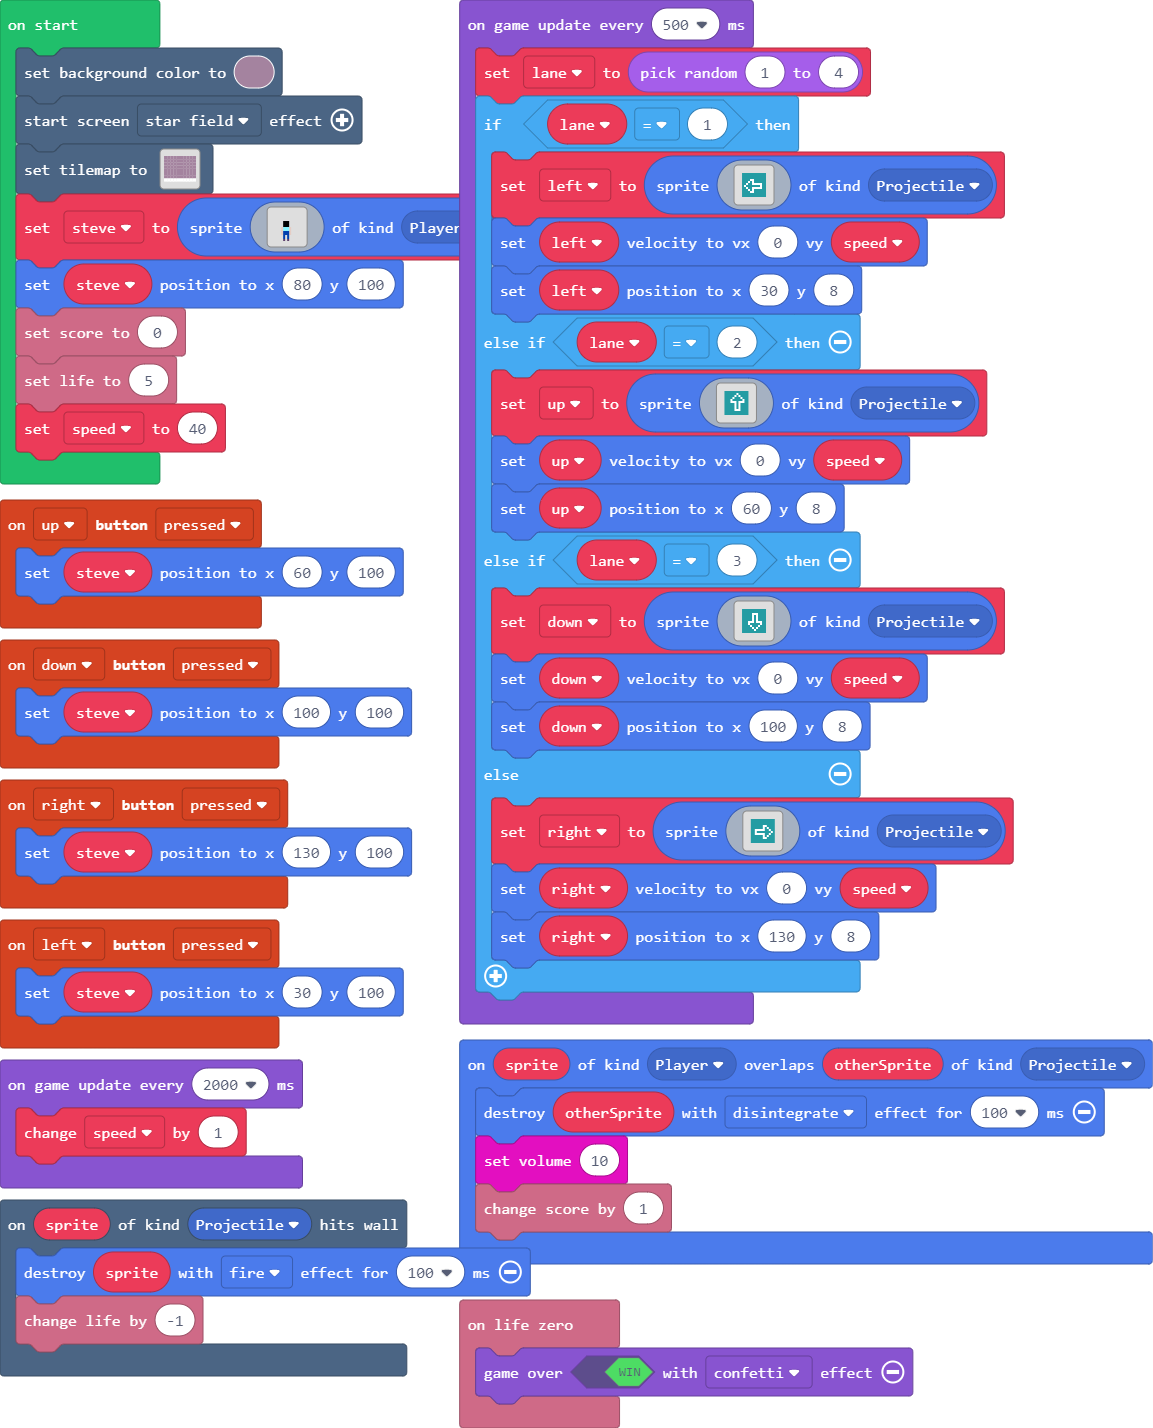 on start
set background color to
start screen star field effect
set tilemap to
set steve to sprite of kind Player
set steve position to x 80 y 100
set score to 0
set life to 5
set speed to 40
on up button pressed
set steve position to x 60 y 100
on down button pressed
set steve position to x 100 y 100
on right button pressed
set steve position to x 130 y 100
on left button pressed
set steve position to x 30 y 100
on game update every 2000 ms
change speed by 1
on sprite of kind Projectile hits wall
destroy sprite with fire effect for 100 ms
change life by -1
on game update every 500 ms
set lane to pick random 1 to 4
if lane = 1 then
set left to sprite of kind Projectile
set left velocity to vx 0 vy speed
set left position to x 30 y 8
else if lane = 2 then
set up to sprite of kind Projectile
set up velocity to vx 0 vy speed
set up position to x 60 y 8
else if lane = 3 then
set down to sprite of kind Projectile
set down velocity to vx 0 vy speed
set down position to x 100 y 8
else
set right to sprite of kind Projectile
set right velocity to vx 0 vy speed
set right position to x 130 y 8
on sprite of kind Player overlaps otherSprite of kind Projectile
destroy otherSprite with disintegrate effect for 100 ms
set volume 10
change score by 1
on life zero
game over WIN with confetti effect